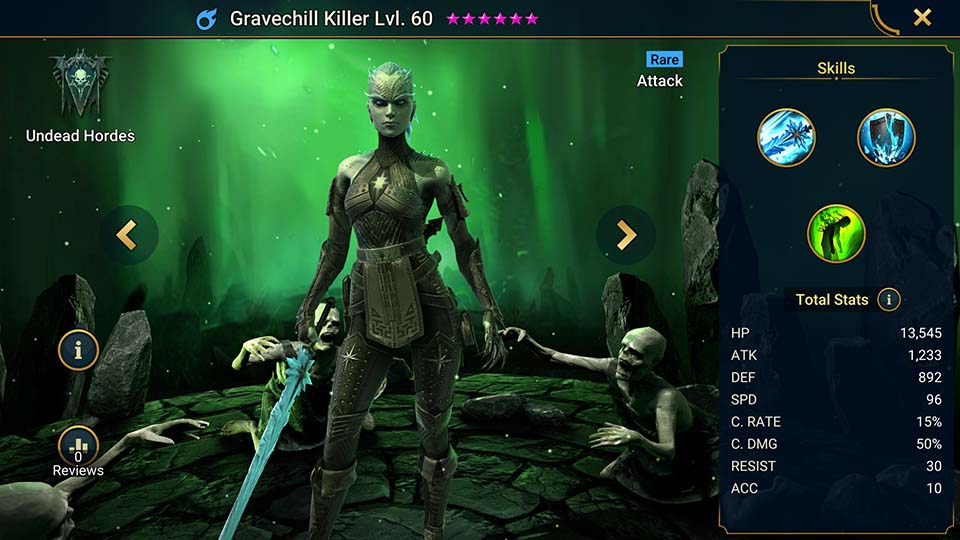 Gravechill Killer Lvl. 60
Undead Hordes
Rare
Attack
Skills
Total Stats
HP 13,545
ATK 1,233
DEF 892
SPD 96
C. RATE 15%
C. DMG 50%
RESIST 30
ACC 10
0
Reviews